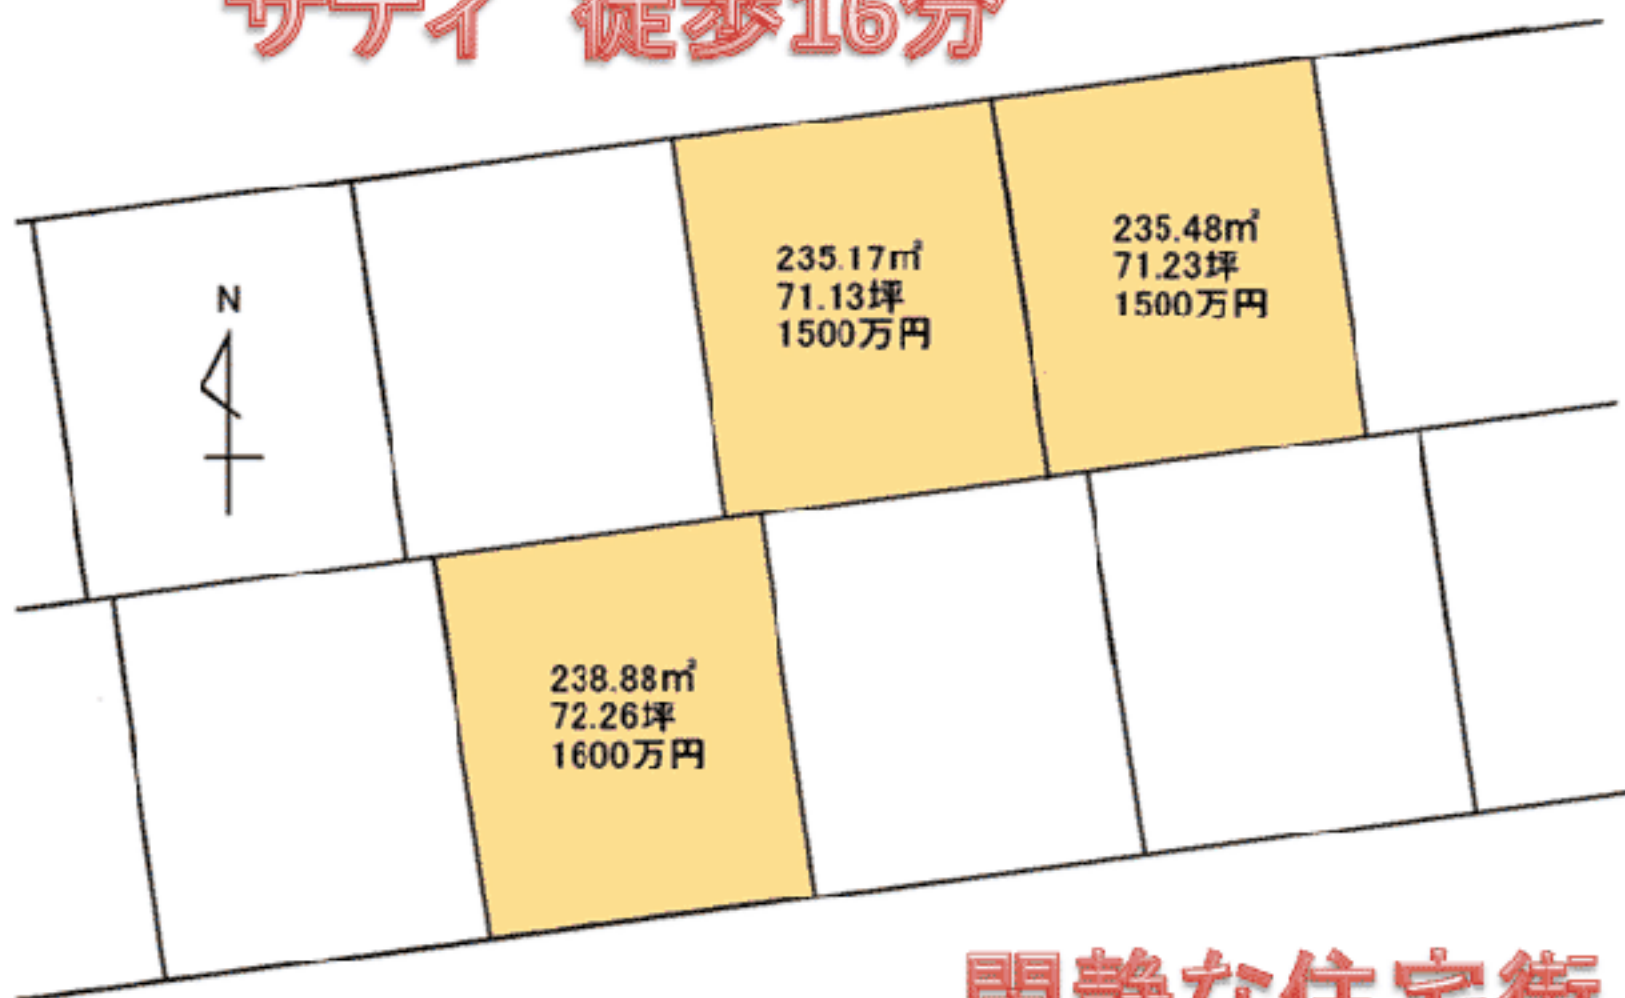 サティ 徒歩16分
N
235.17㎡
71.13坪
1500万円
235.48㎡
71.23坪
1500万円
238.88㎡
72.26坪
1600万円
閑静な住宅街